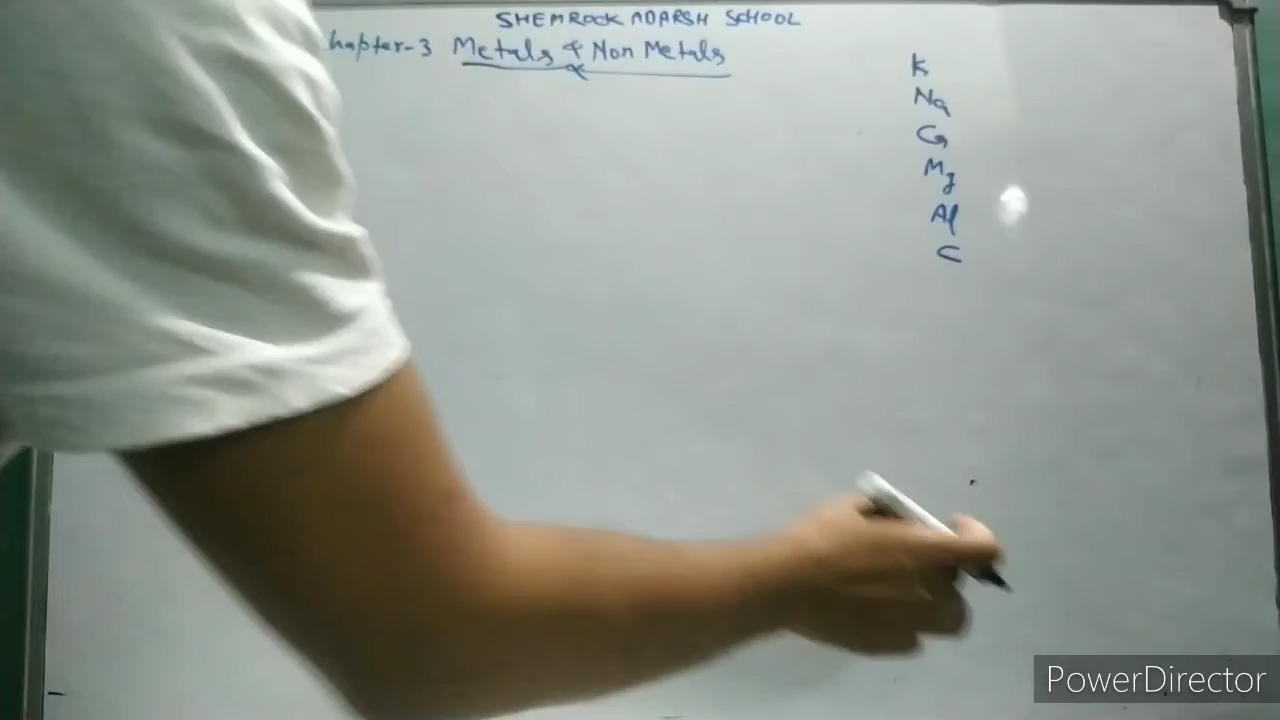 SHEMROCK ADARSH SCHOOL
hapter-3 Metals & Non Metals
K
Na
Ca
Mg
Al
C
PowerDirector